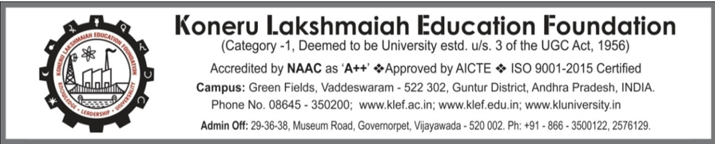 KONERU LAKSHMAIAH EDUCATION FOUNDATION
KNOWLEDGE - LEADERSHIP - UNIVERSALITY
Koneru Lakshmaiah Education Foundation
(Category -1, Deemed to be University estd. u/s. 3 of the UGC Act, 1956)
Accredited by NAAC as ‘A++’ ❖Approved by AICTE ❖ ISO 9001-2015 Certified
Campus: Green Fields, Vaddeswaram - 522 302, Guntur District, Andhra Pradesh, INDIA.
Phone No. 08645 - 350200; www.klef.ac.in; www.klef.edu.in; www.kluniversity.in
Admin Off: 29-36-38, Museum Road, Governorpet, Vijayawada - 520 002. Ph: +91 - 866 - 3500122, 2576129.